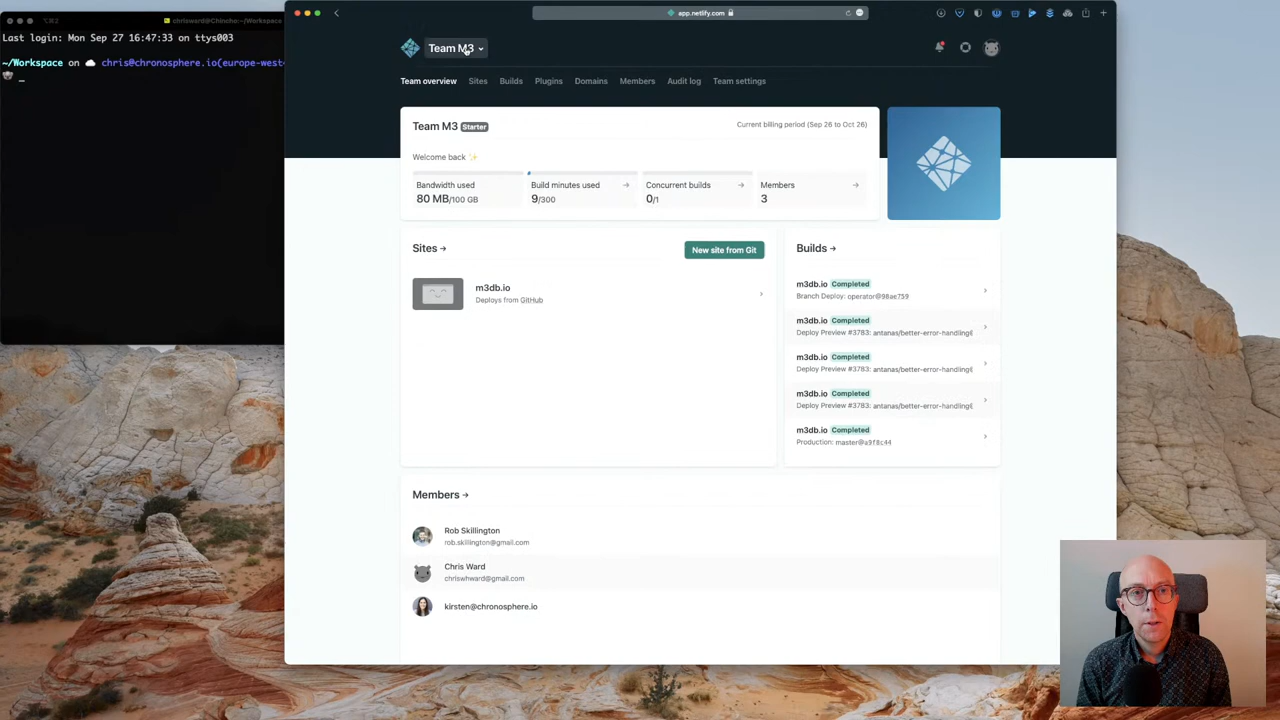 ⌥⌘2
chrisward@Chincho:~/Workspace
Last login: Mon Sep 27 16:47:33 on ttys003
~/Workspace on ☁️ chris@chronosphere.io(europe-west-
app.netlify.com
Team M3
Team overview Sites Builds Plugins Domains Members Audit log Team settings
Team M3 Starter
Current billing period (Sep 26 to Oct 26)
Welcome back ✨
Bandwidth used
80 MB/100 GB
Build minutes used →
9/300
Concurrent builds →
0/1
Members →
3
Sites →
New site from Git
m3db.io
Deploys from GitHub
Builds →
m3db.io Completed
Branch Deploy: operator@98ae759
m3db.io Completed
Deploy Preview #3783: antanas/better-error-handling
m3db.io Completed
Deploy Preview #3783: antanas/better-error-handling
m3db.io Completed
Deploy Preview #3783: antanas/better-error-handling
m3db.io Completed
Production: master@a9f8c44
Members →
Rob Skillington
rob.skillington@gmail.com
Chris Ward
chriswhward@gmail.com
kirsten@chronosphere.io